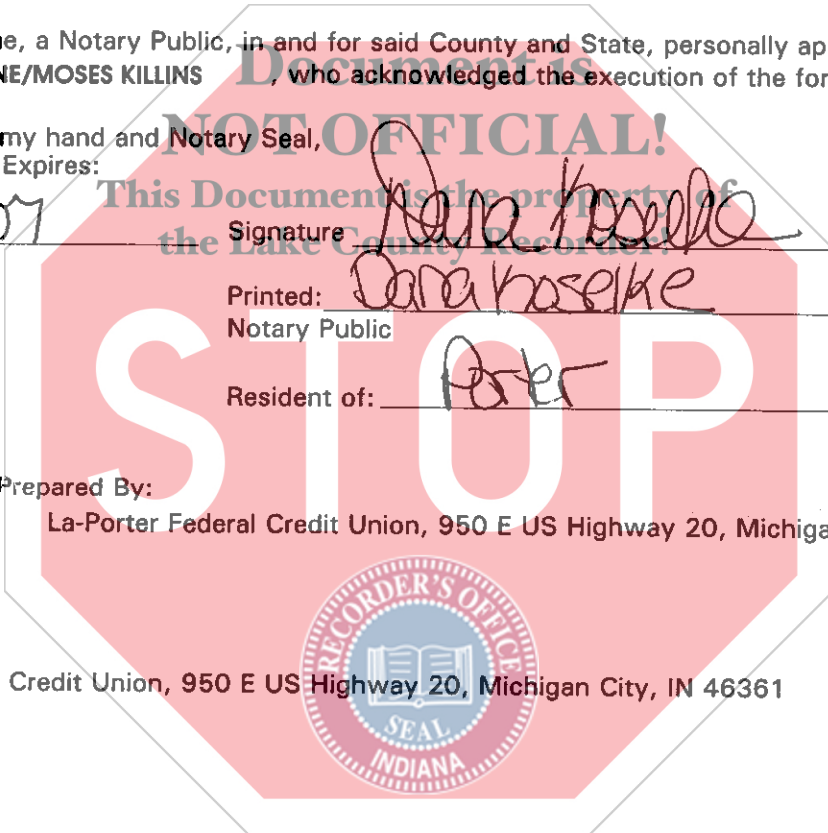 e, a Notary Public, in and for said County and State, personally ap
NE/MOSES KILLINS , who acknowledged the execution of the for
Document is
my hand and Notary Seal,
NOT OFFICIAL!
Expires:
This Document is the property of
07
Signature Dana Koselke
the Lake County Recorder!
Printed: Dana Koselke
Notary Public
Resident of: Porter
STOP
Prepared By:
La-Porter Federal Credit Union, 950 E US Highway 20, Michiga
RECORDER'S OFFICE
Credit Union, 950 E US Highway 20, Michigan City, IN 46361
SEAL
INDIANA